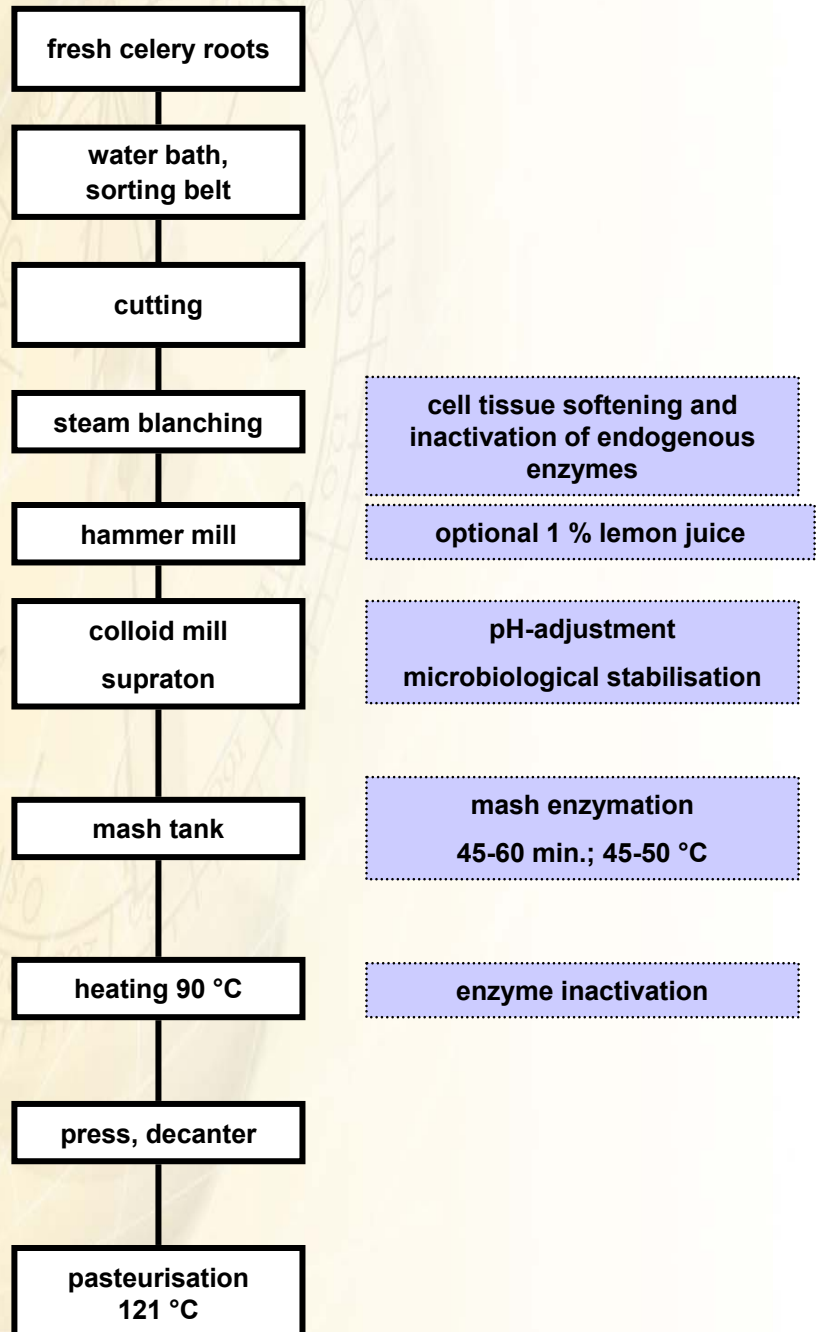 fresh celery roots
water bath,
sorting belt
cutting
steam blanching
cell tissue softening and
inactivation of endogenous
enzymes
hammer mill
optional 1 % lemon juice
colloid mill
supraton
pH-adjustment
microbiological stabilisation
mash tank
mash enzymation
45-60 min.; 45-50 °C
heating 90 °C
enzyme inactivation
press, decanter
pasteurisation
121 °C